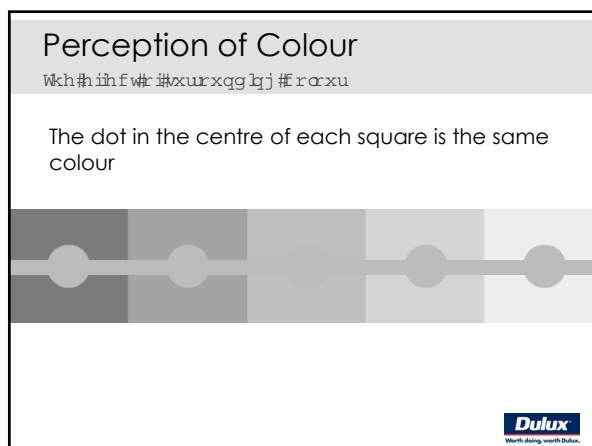 Perception of Colour
Wkh#hiihfw#ri#vxuurxqglqj#frorxu
The dot in the centre of each square is the same
colour
Dulux
Worth doing, worth Dulux.